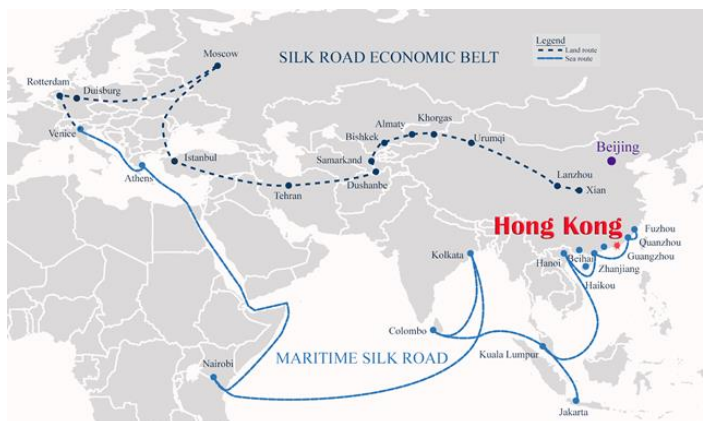 Moscow
SILK ROAD ECONOMIC BELT
Legend
Land route
Sea route
Rotterdam
Duisburg
Venice
Istanbul
Athens
Tehran
Samarkand
Dushanbe
Bishkek
Almaty
Khorgas
Urumqi
Beijing
Lanzhou
Xian
Hong Kong
Fuzhou
Quanzhou
Guangzhou
Zhanjiang
Beihai
Haikou
Hanoi
Kolkata
Colombo
Kuala Lumpur
MARITIME SILK ROAD
Nairobi
Jakarta